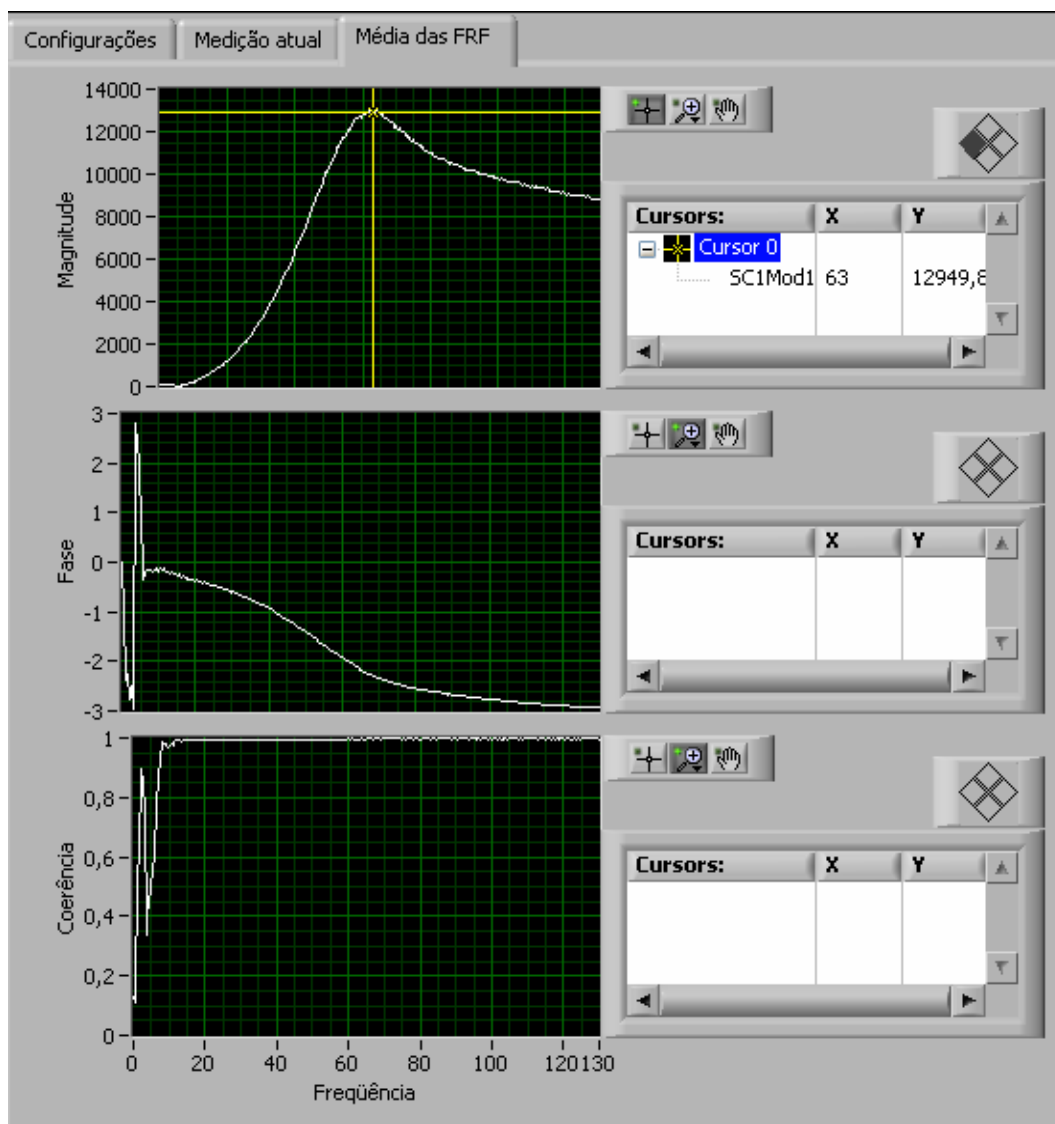 Configurações Medição atual Média das FRF
14000
12000
10000
8000
6000
4000
2000
0
Magnitude
Cursors: X Y
Cursor 0
SC1Mod1 63 12949,8
3
2
1
0
-1
-2
-3
Fase
Cursors: X Y
1
0,8
0,6
0,4
0,2
0
Coerência
0 20 40 60 80 100 120 130
Freqüência
Cursors: X Y